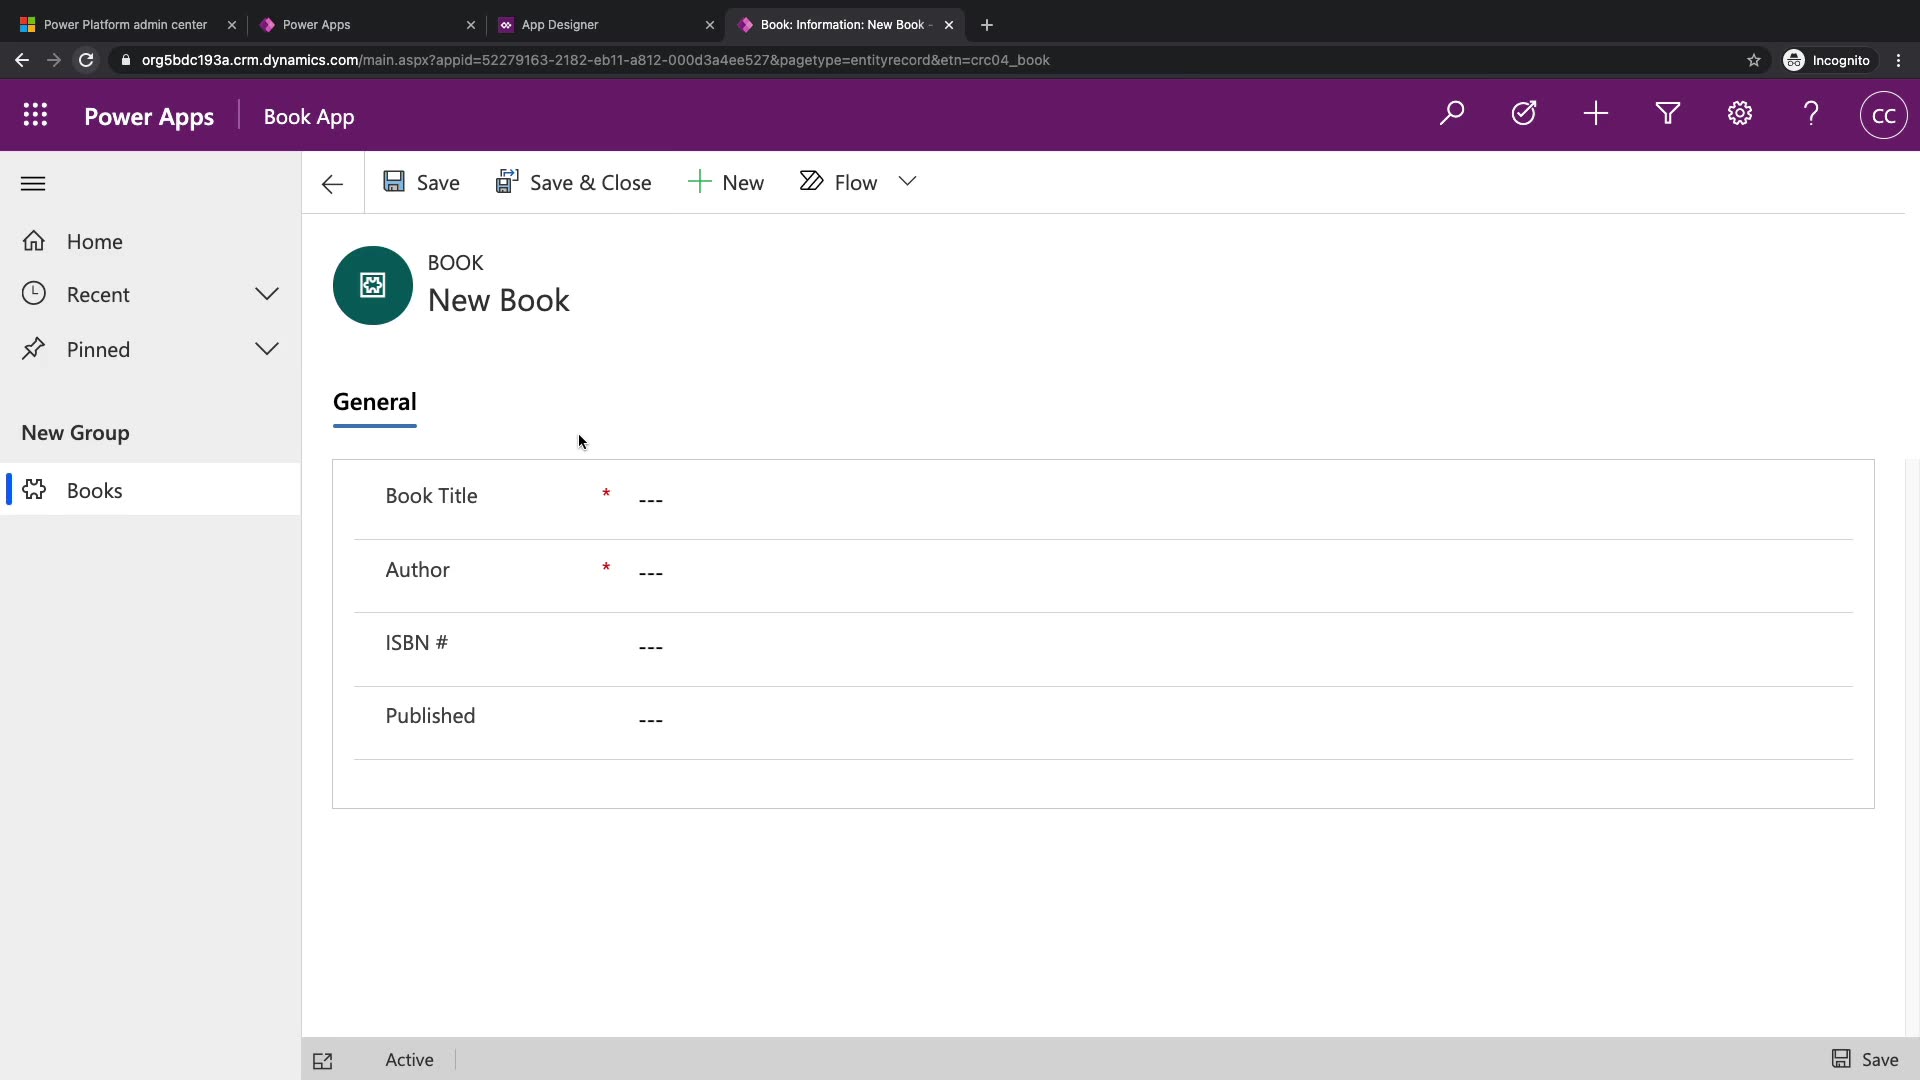 Power Platform admin center
Power Apps
App Designer
Book: Information: New Book -
org5bdc193a.crm.dynamics.com/main.aspx?appid=52279163-2182-eb11-a812-000d3a4ee527&pagetype=entityrecord&etn=crc04_book
Incognito
Power Apps
Book App
CC
Save
Save & Close
New
Flow
Home
Recent
Pinned
New Group
Books
BOOK
New Book
General
Book Title * ---
Author * ---
ISBN # ---
Published ---
Active
Save